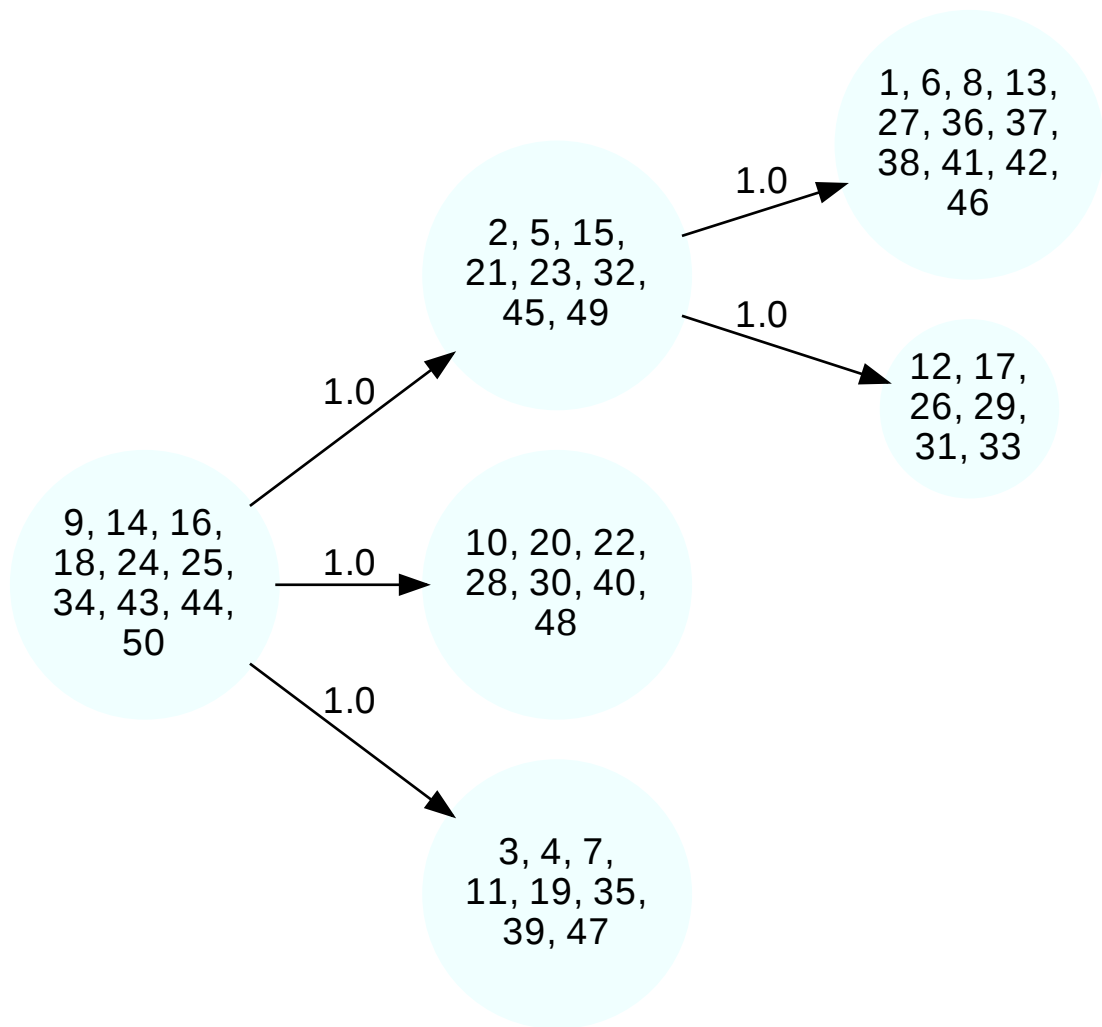 9, 14, 16,
18, 24, 25,
34, 43, 44,
50
1.0
1.0
1.0
2, 5, 15,
21, 23, 32,
45, 49
10, 20, 22,
28, 30, 40,
48
3, 4, 7,
11, 19, 35,
39, 47
1.0
1.0
1, 6, 8, 13,
27, 36, 37,
38, 41, 42,
46
12, 17,
26, 29,
31, 33